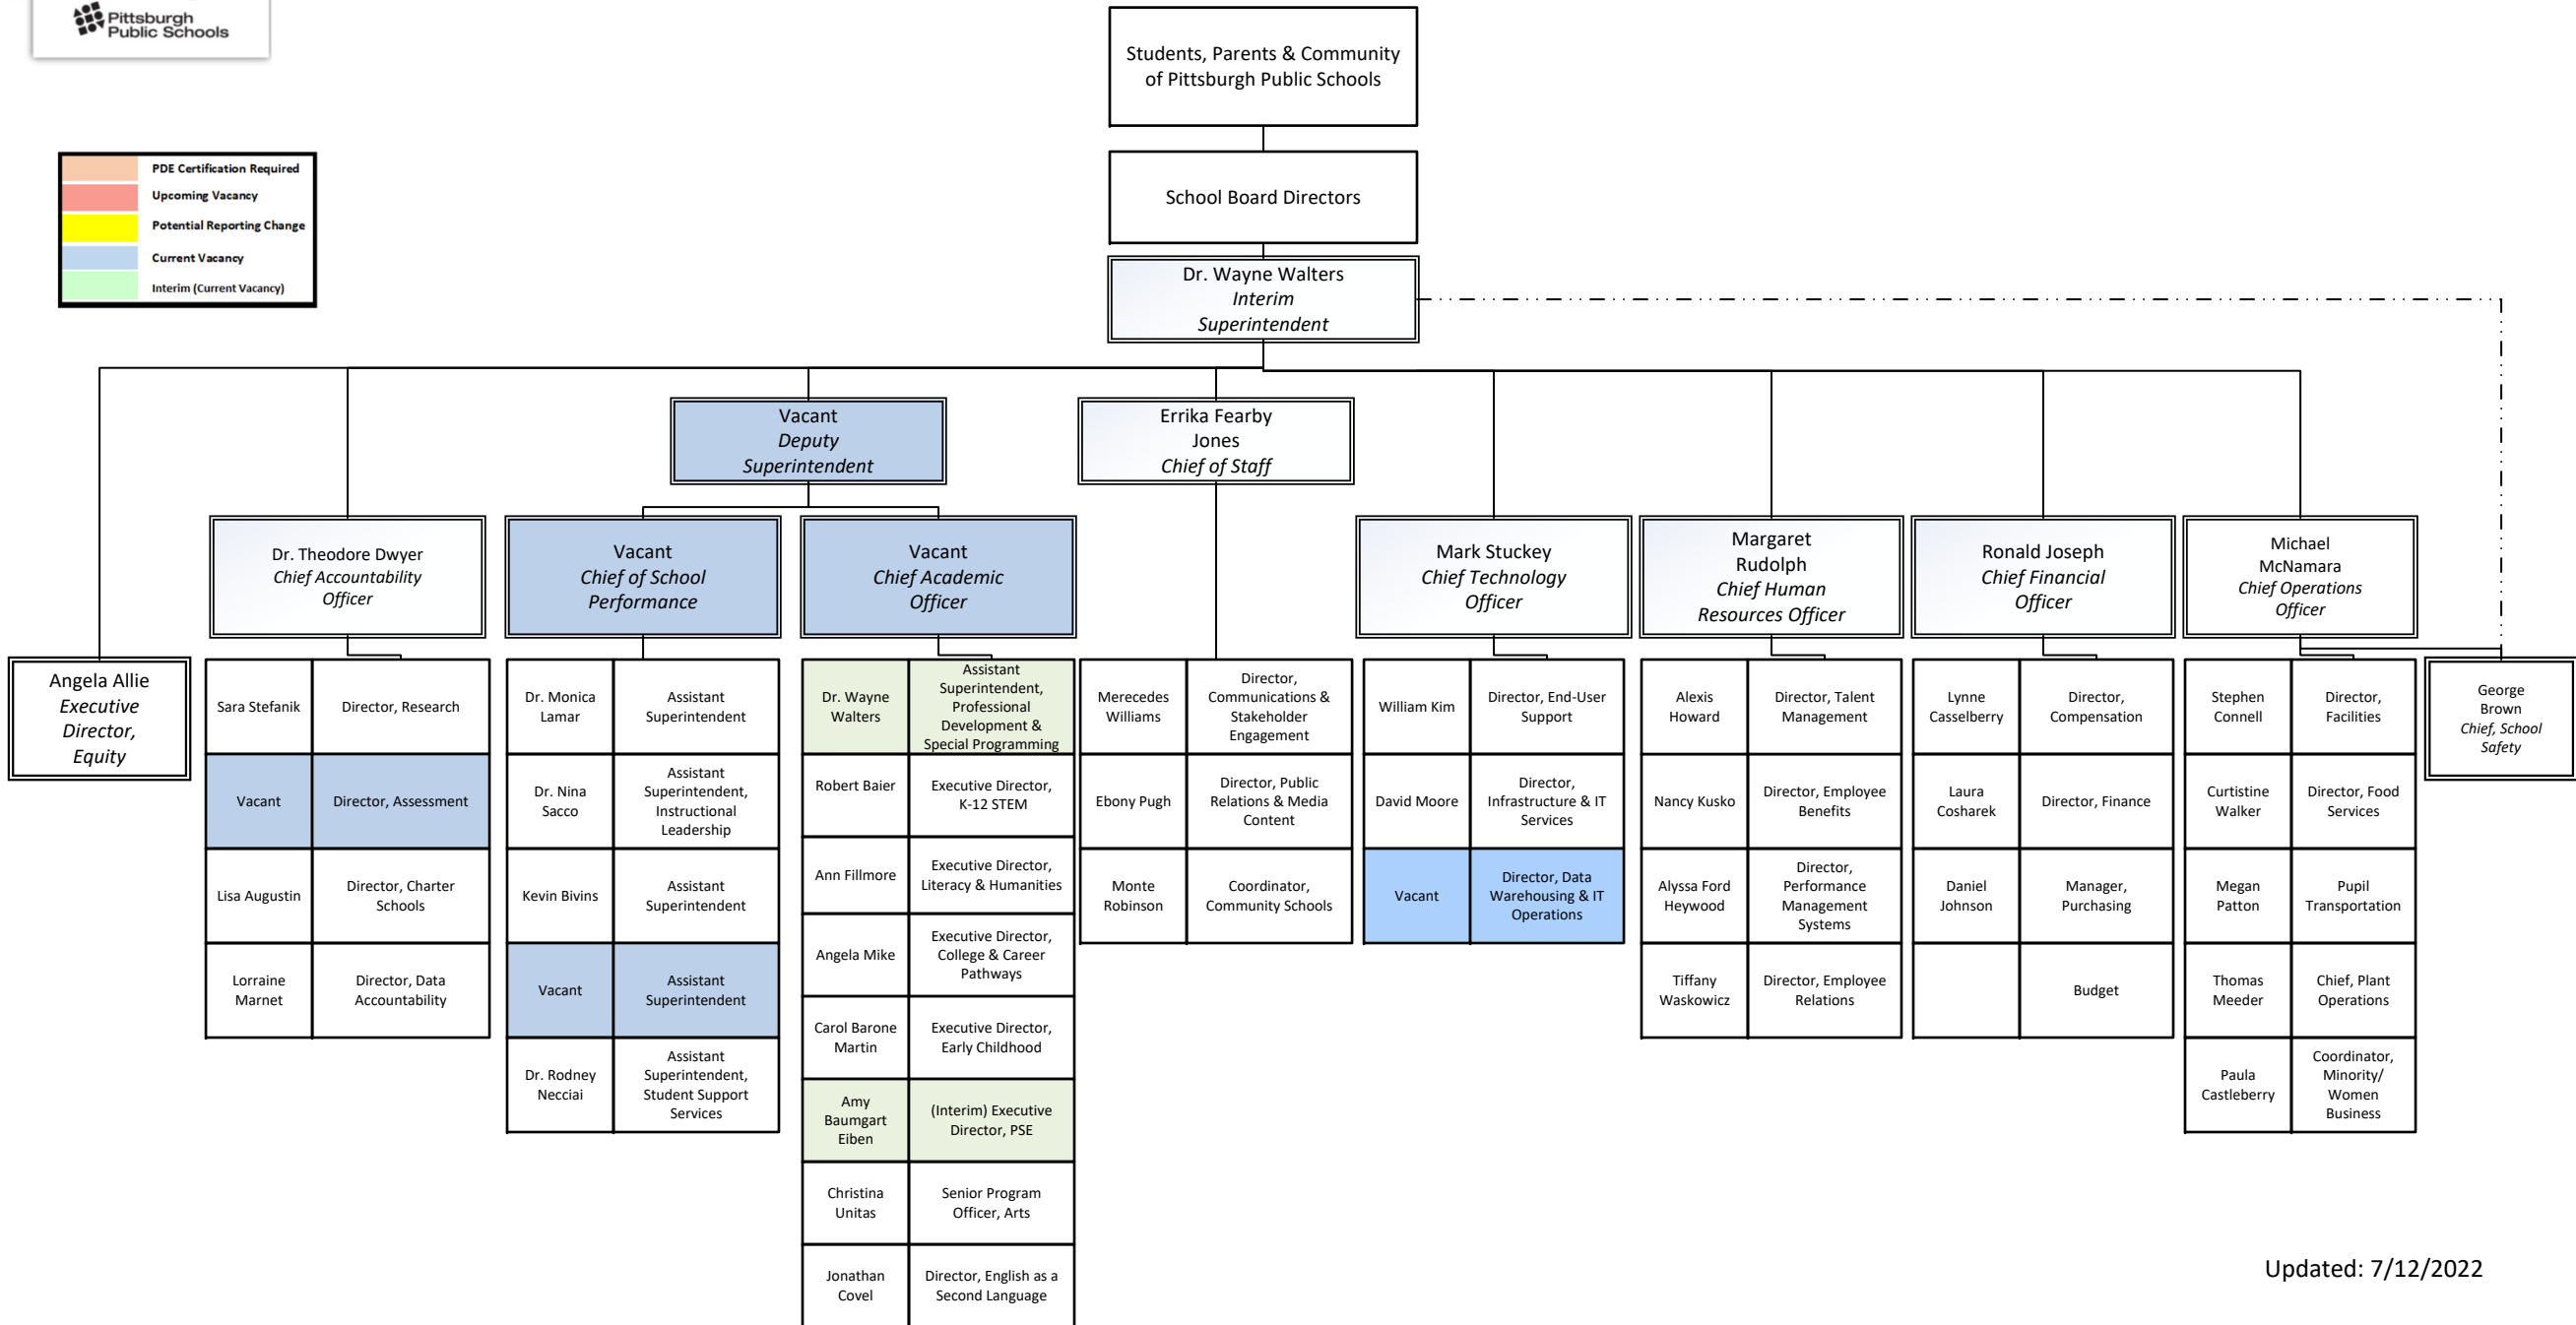 Pittsburgh
Public Schools
PDE Certification Required
Upcoming Vacancy
Potential Reporting Change
Current Vacancy
Interim (Current Vacancy)
Students, Parents & Community
of Pittsburgh Public Schools
School Board Directors
Dr. Wayne Walters
Interim
Superintendent
Vacant
Deputy
Superintendent
Errika Fearby
Jones
Chief of Staff
Dr. Theodore Dwyer
Chief Accountability
Officer
Vacant
Chief of School
Performance
Vacant
Chief Academic
Officer
Mark Stuckey
Chief Technology
Officer
Margaret
Rudolph
Chief Human
Resources Officer
Ronald Joseph
Chief Financial
Officer
Michael
McNamara
Chief Operations
Officer
Angela Allie
Executive
Director,
Equity
Sara Stefanik
Director, Research
Vacant
Director, Assessment
Lisa Augustin
Director, Charter
Schools
Lorraine
Marnet
Director, Data
Accountability
Dr. Monica
Lamar
Assistant
Superintendent
Dr. Nina
Sacco
Assistant
Superintendent,
Instructional
Leadership
Kevin Bivins
Assistant
Superintendent
Vacant
Assistant
Superintendent
Dr. Rodney
Necciai
Assistant
Superintendent,
Student Support
Services
Dr. Wayne
Walters
Assistant
Superintendent,
Professional
Development &
Special Programming
Robert Baier
Executive Director,
K-12 STEM
Ann Fillmore
Executive Director,
Literacy & Humanities
Angela Mike
Executive Director,
College & Career
Pathways
Carol Barone
Martin
Executive Director,
Early Childhood
Amy
Baumgart
Eiben
(Interim) Executive
Director, PSE
Christina
Unitas
Senior Program
Officer, Arts
Jonathan
Covel
Director, English as a
Second Language
Merecedes
Williams
Director,
Communications &
Stakeholder
Engagement
Ebony Pugh
Director, Public
Relations & Media
Content
Monte
Robinson
Coordinator,
Community Schools
William Kim
Director, End-User
Support
David Moore
Director,
Infrastructure & IT
Services
Vacant
Director, Data
Warehousing & IT
Operations
Alexis
Howard
Director, Talent
Management
Nancy Kusko
Director, Employee
Benefits
Alyssa Ford
Heywood
Director,
Performance
Management
Systems
Tiffany
Waskowicz
Director, Employee
Relations
Lynne
Casselberry
Director,
Compensation
Laura
Cosharek
Director, Finance
Daniel
Johnson
Manager,
Purchasing
Budget
Stephen
Connell
Director,
Facilities
Curtistine
Walker
Director, Food
Services
Megan
Patton
Pupil
Transportation
Thomas
Meeder
Chief, Plant
Operations
Paula
Castleberry
Coordinator,
Minority/
Women
Business
George
Brown
Chief, School
Safety
Updated: 7/12/2022